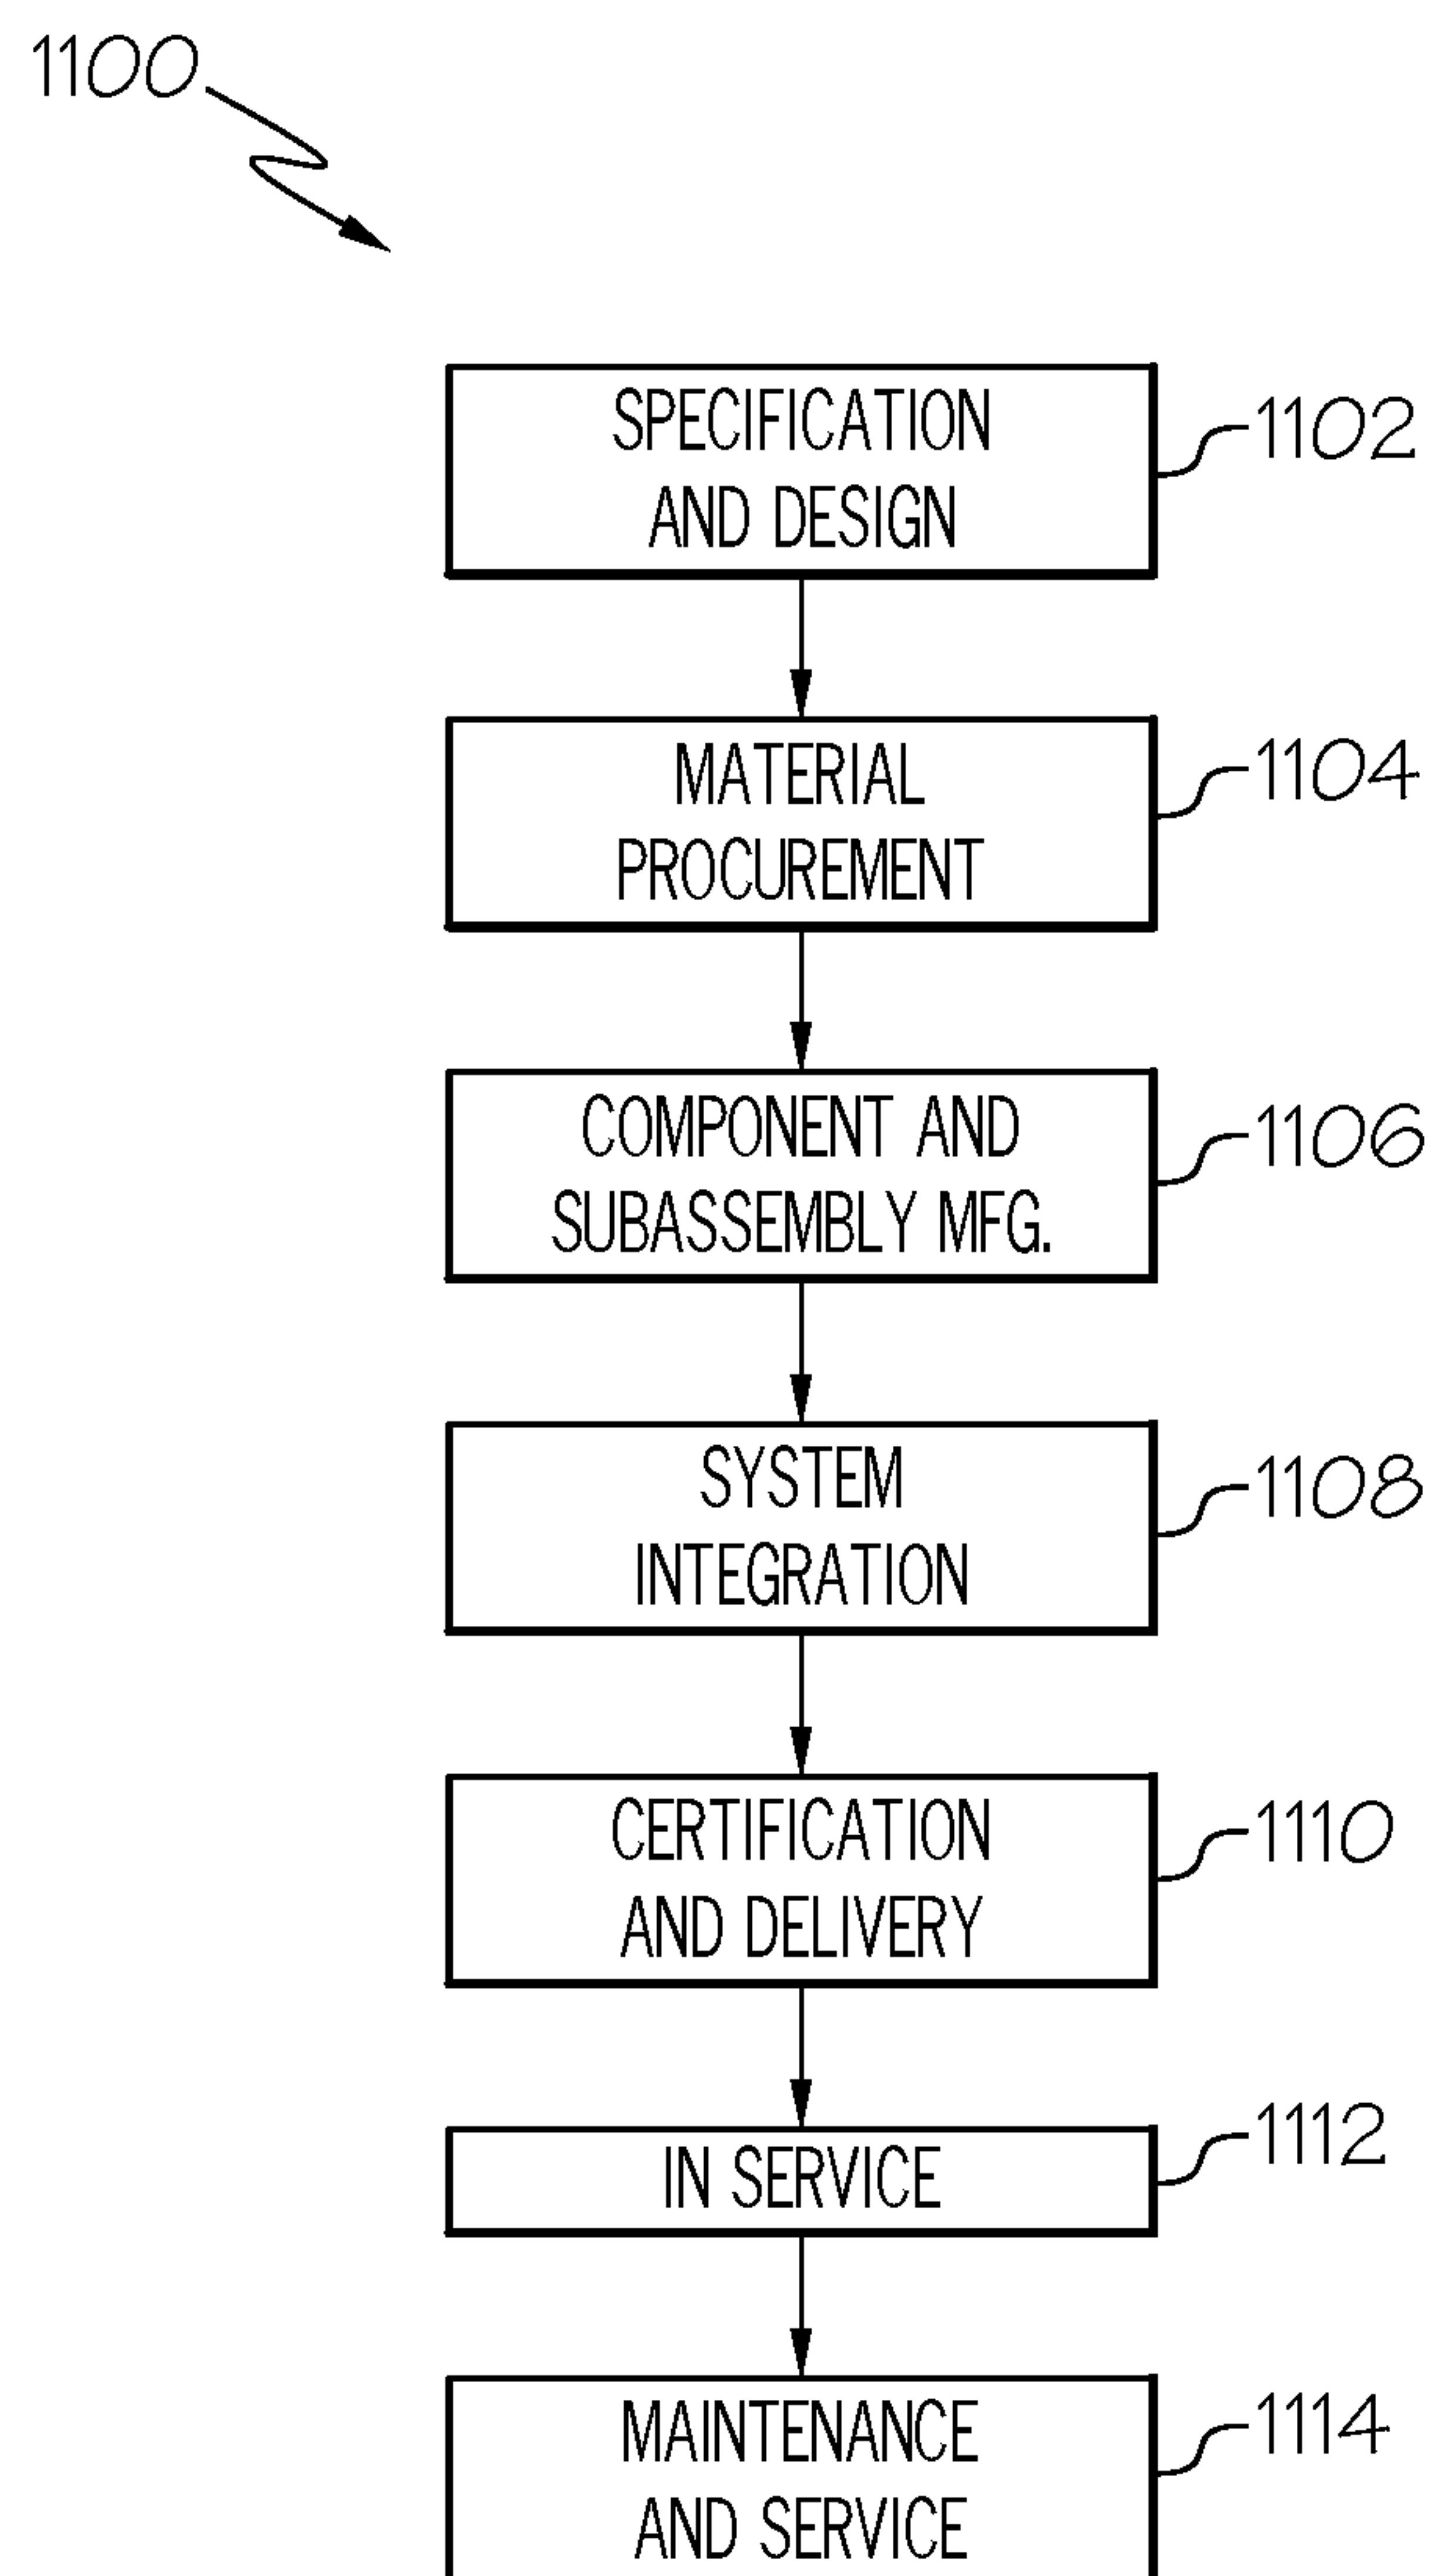 1100
SPECIFICATION
AND DESIGN
1102
MATERIAL
PROCUREMENT
1104
COMPONENT AND
SUBASSEMBLY MFG.
1106
SYSTEM
INTEGRATION
1108
CERTIFICATION
AND DELIVERY
1110
IN SERVICE
1112
MAINTENANCE
AND SERVICE
1114